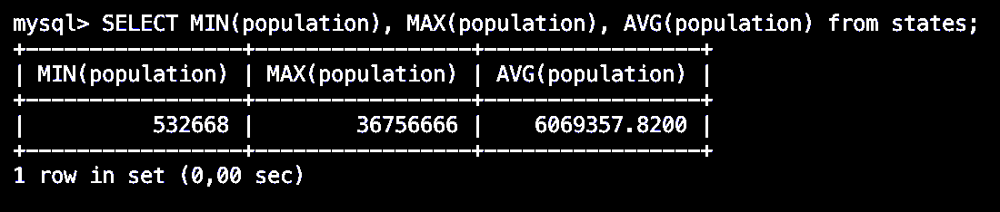 mysql> SELECT MIN(population), MAX(population), AVG(population) from states;
+-----------------+-----------------+-----------------+
| MIN(population) | MAX(population) | AVG(population) |
+-----------------+-----------------+-----------------+
|          532668 |        36756666 |    6069357.8200 |
+-----------------+-----------------+-----------------+
1 row in set (0,00 sec)